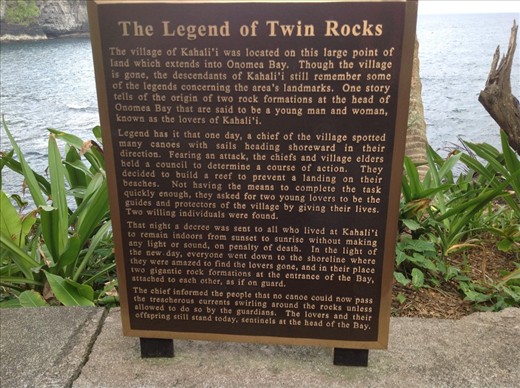 The Legend of Twin Rocks
The village of Kahali'i was located on this large point of
land which extends into Onomea Bay. Though the village
is gone, the descendants of Kahali'i still remember some
of the legends concerning the area's landmarks. One story
tells of the origin of two rock formations at the head of
Onomea Bay that are said to be a young man and woman,
known as the lovers of Kahali'i.
Legend has it that one day, a chief of the village spotted
many canoes with sails heading shoreward in their
direction. Fearing an attack, the chiefs and village elders
held a council to determine a course of action. They
decided to build a reef to prevent a landing on their
beaches. Not having the means to complete the task
quickly enough, they asked for two young lovers to be the
guides and protectors of the village by giving their lives.
Two willing individuals were found.
That night a decree was sent to all who lived at Kahali'i
to remain indoors from sunset to sunrise without making
any light or sound, on penalty of death. In the light of
the new day, everyone went down to the shoreline where
they were amazed to find the lovers gone, and in their place
two gigantic rock formations at the entrance of the Bay,
attached to each other, as if on guard.
The chief informed the people that no canoe could now pass
the treacherous currents swirling around the rocks unless
allowed to do so by the guardians. The lovers and their
offspring still stand today, sentinels at the head of the Bay.